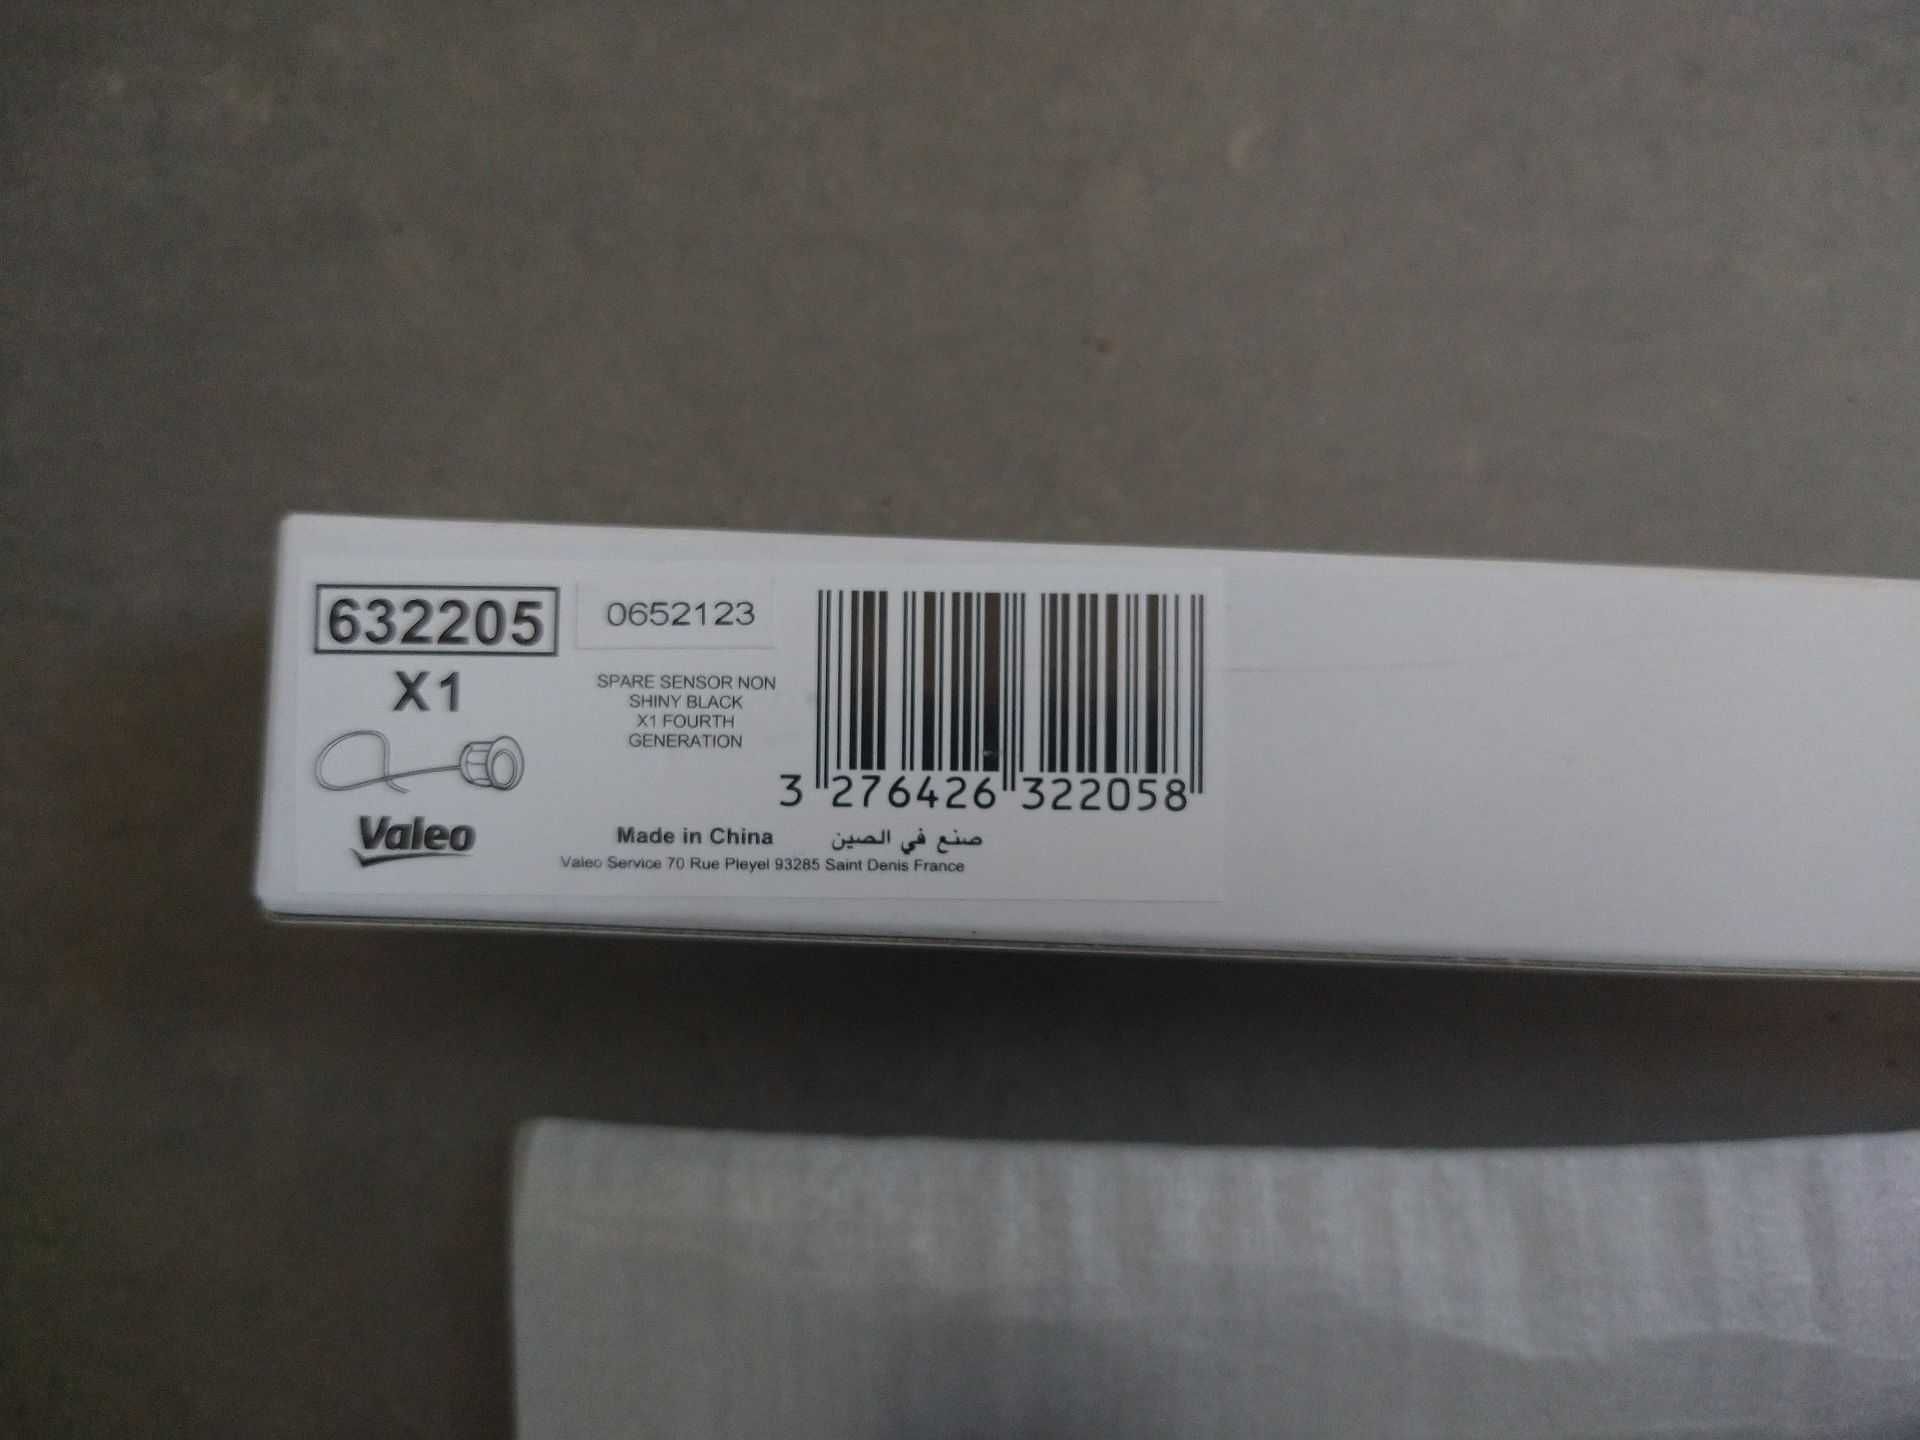 632205
X1
0652123
SPARE SENSOR NON
SHINY BLACK
X1 FOURTH
GENERATION
3 276426 322058
Valeo
Made in China صنع في الصين
Valeo Service 70 Rue Pleyel 93285 Saint Denis France